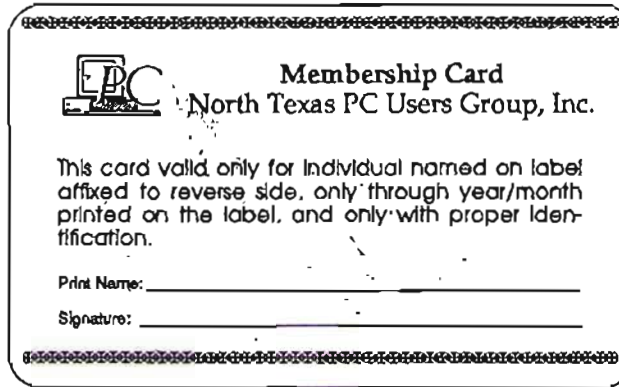 PC
Membership Card
North Texas PC Users Group, Inc.
This card valid only for individual named on label
affixed to reverse side, only through year/month
printed on the label, and only with proper iden-
tification.
Print Name:
Signature: